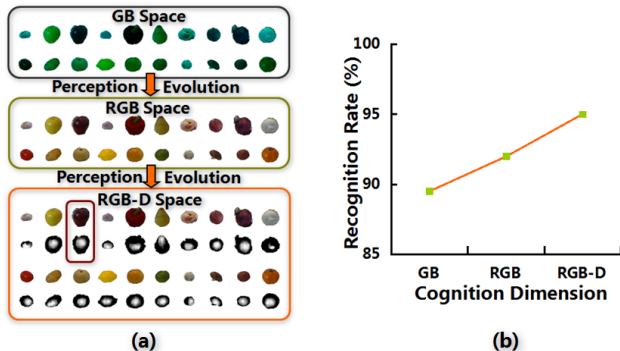 GB Space
Perception Evolution
RGB Space
Perception Evolution
RGB-D Space
(a)
Recognition Rate (%)
100
95
90
85
GB RGB RGB-D
Cognition Dimension
(b)